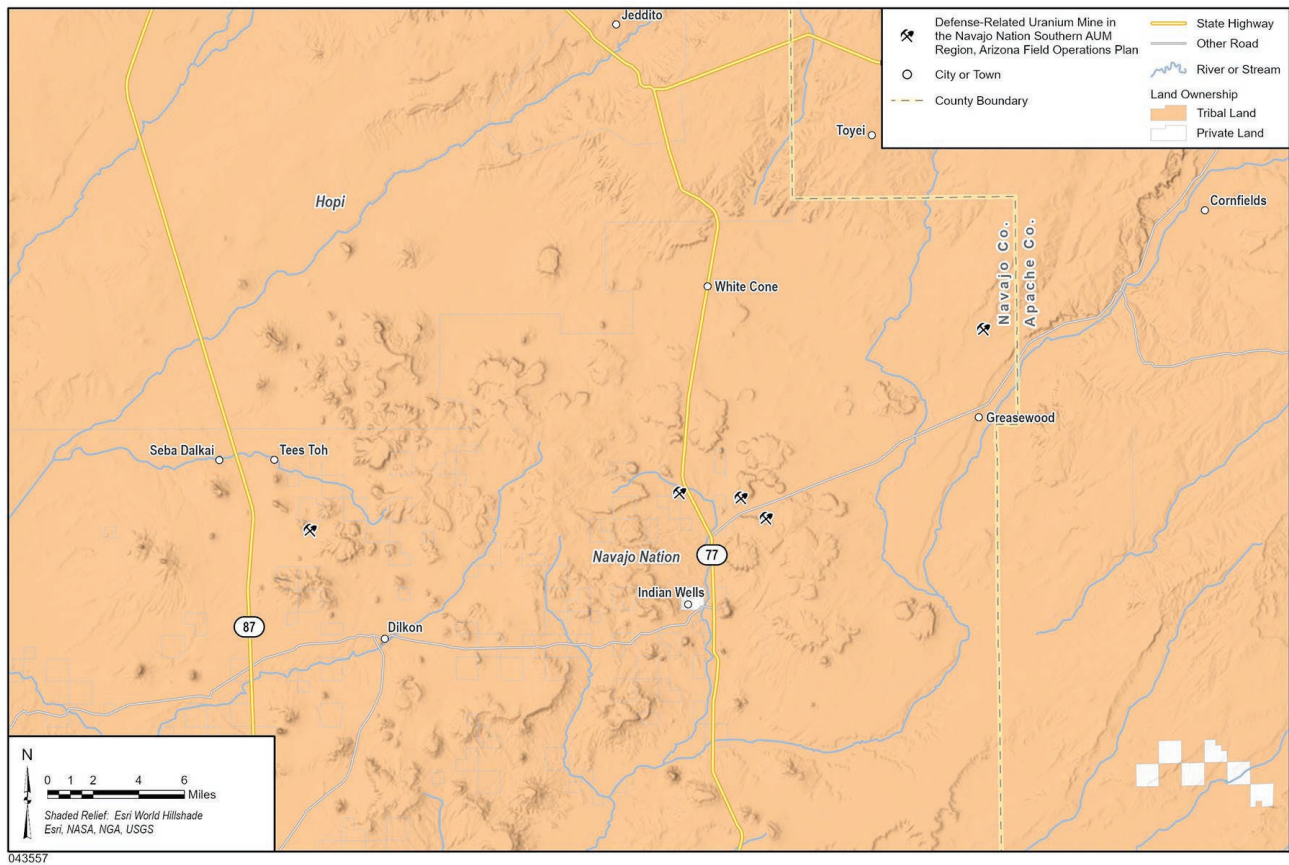 Jeddito
Toyei
Cornfields
Hopi
White Cone
Navajo Co.
Apache Co.
Greasewood
Seba Dalkai
Tees Toh
Navajo Nation
77
Indian Wells
87
Dilkon
Defense-Related Uranium Mine in
the Navajo Nation Southern AUM
Region, Arizona Field Operations Plan
City or Town
County Boundary
State Highway
Other Road
River or Stream
Land Ownership
Tribal Land
Private Land
N
0 1 2 4 6
Miles
Shaded Relief: Esri World Hillshade
Esri, NASA, NGA, USGS
043557